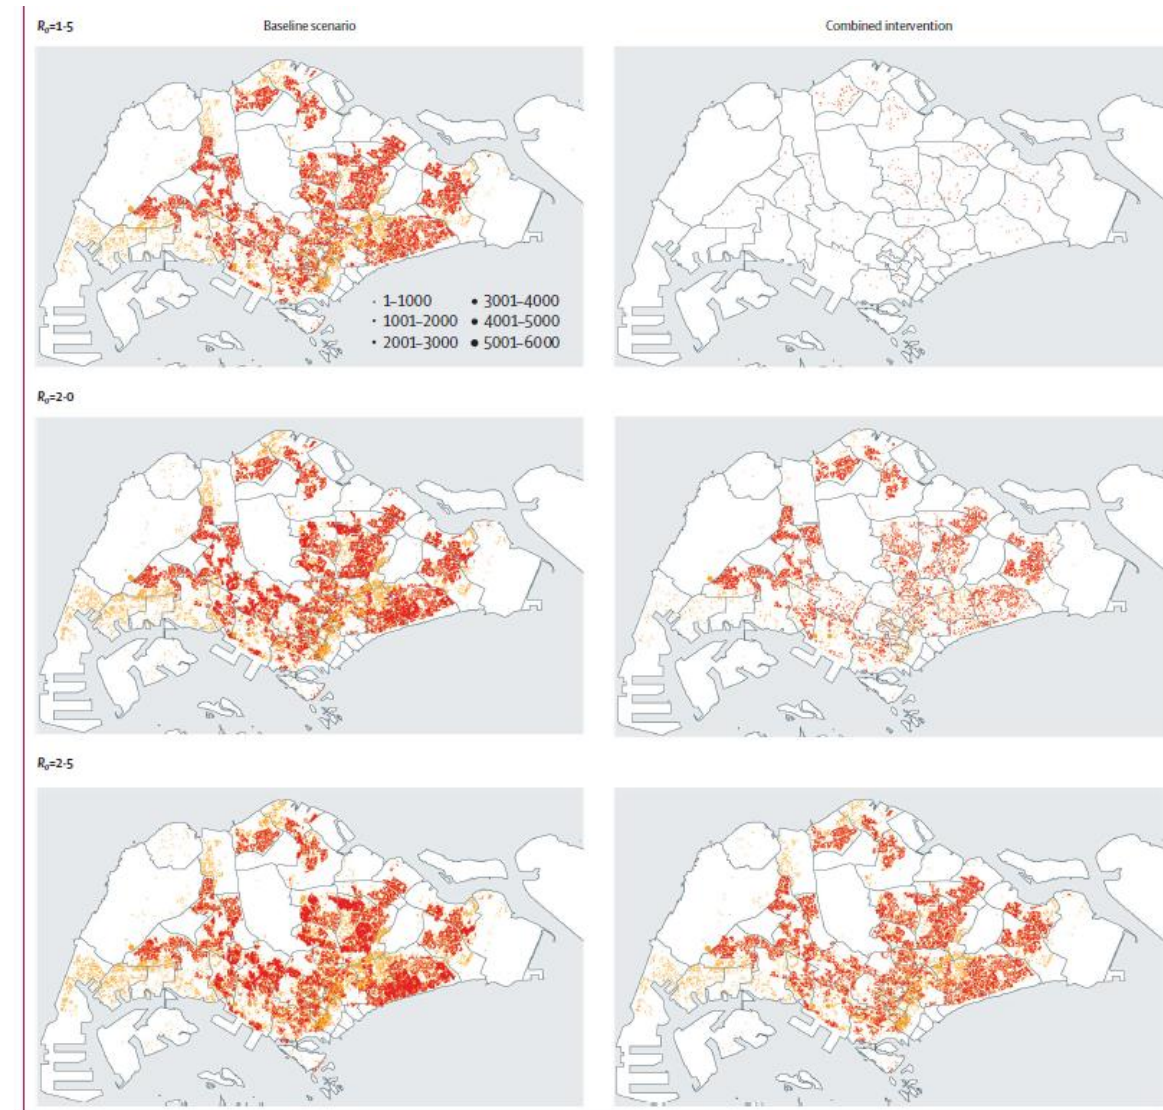 R₀=1·5
Baseline scenario
Combined intervention
1–1000
3001–4000
1001–2000
4001–5000
2001–3000
5001–6000
R₀=2·0
R₀=2·5